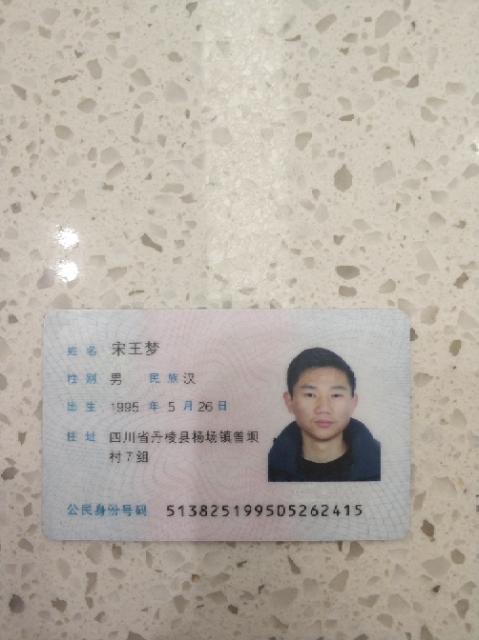 姓名 宋王梦
性别 男 民族 汉
出生 1995 年 5 月 26 日
住址 四川省丹棱县杨场镇曾坝
村7组
公民身份号码 513825199505262415